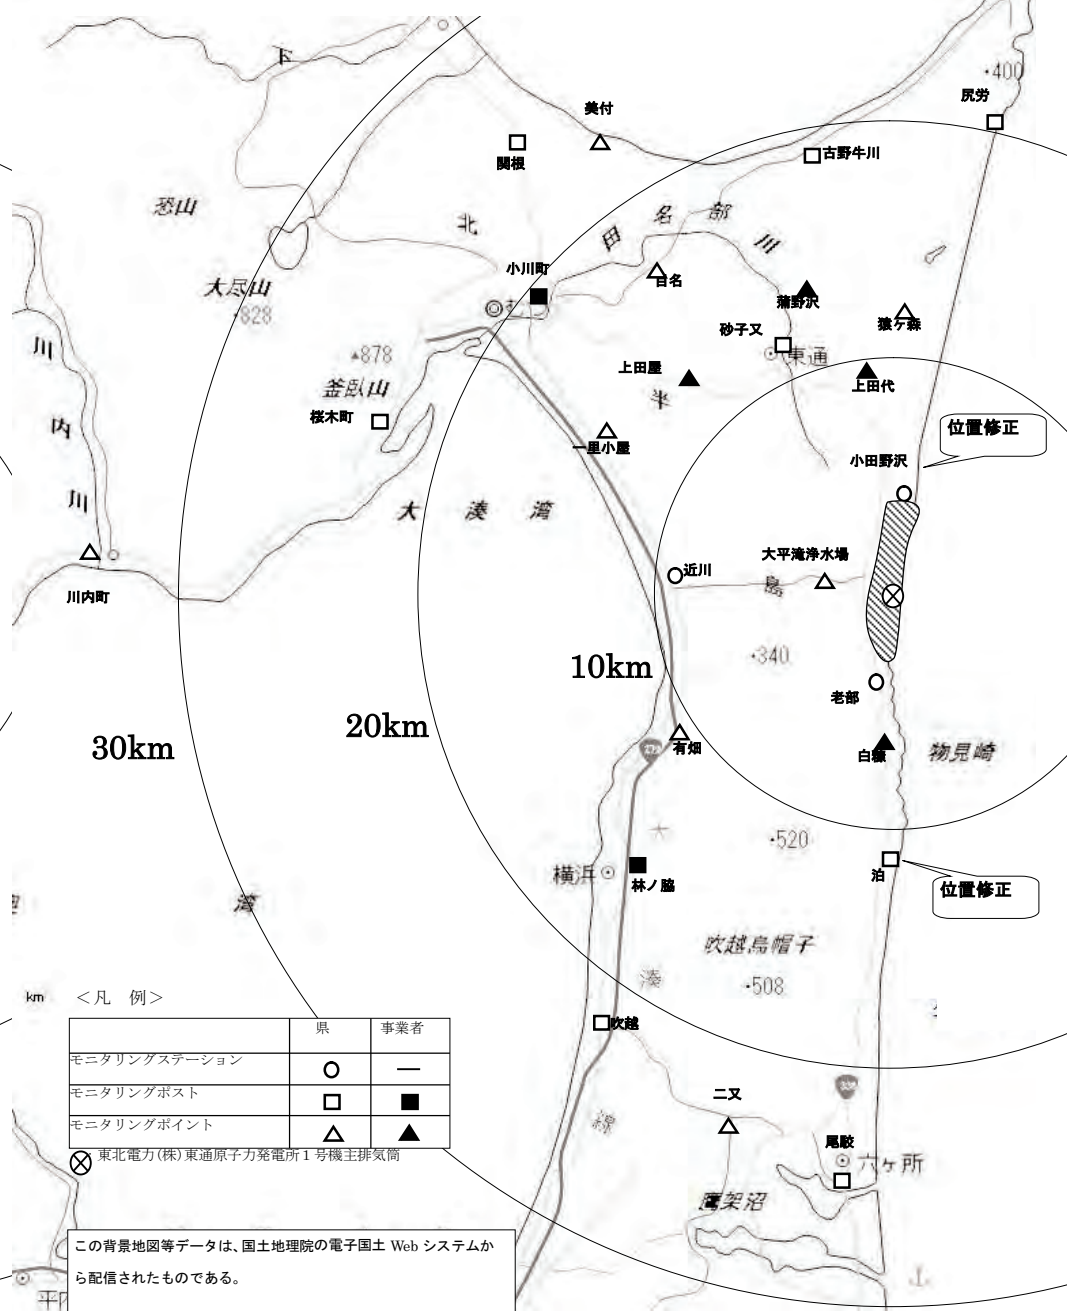 下
・400
尻労
美付
関根
古野牛川
恐山
北
田名部川
大尽山
・828
小川町
む
目名
蒲野沢
猿ケ森
砂子又
東通
上田屋
上田代
半
▲878
釜臥山
桜木町
一里小屋
位置修正
小田野沢
川内川
大湊湾
近川
大平滝浄水場
島
川内町
10km
・340
老部
20km
30km
279
有畑
白糠
物見崎
大
・520
横浜
林ノ脇
泊
位置修正
湾
吹越烏帽子
・508
湊
km
<凡 例>
県 事業者
モニタリングステーション ○ ―
モニタリングポスト □ ■
モニタリングポイント △ ▲
東北電力(株)東通原子力発電所1号機主排気筒
吹越
線
二又
338
尾駮
六ヶ所
鷹架沼
この背景地図等データは、国土地理院の電子国土 Web システムか
ら配信されたものである。
平内